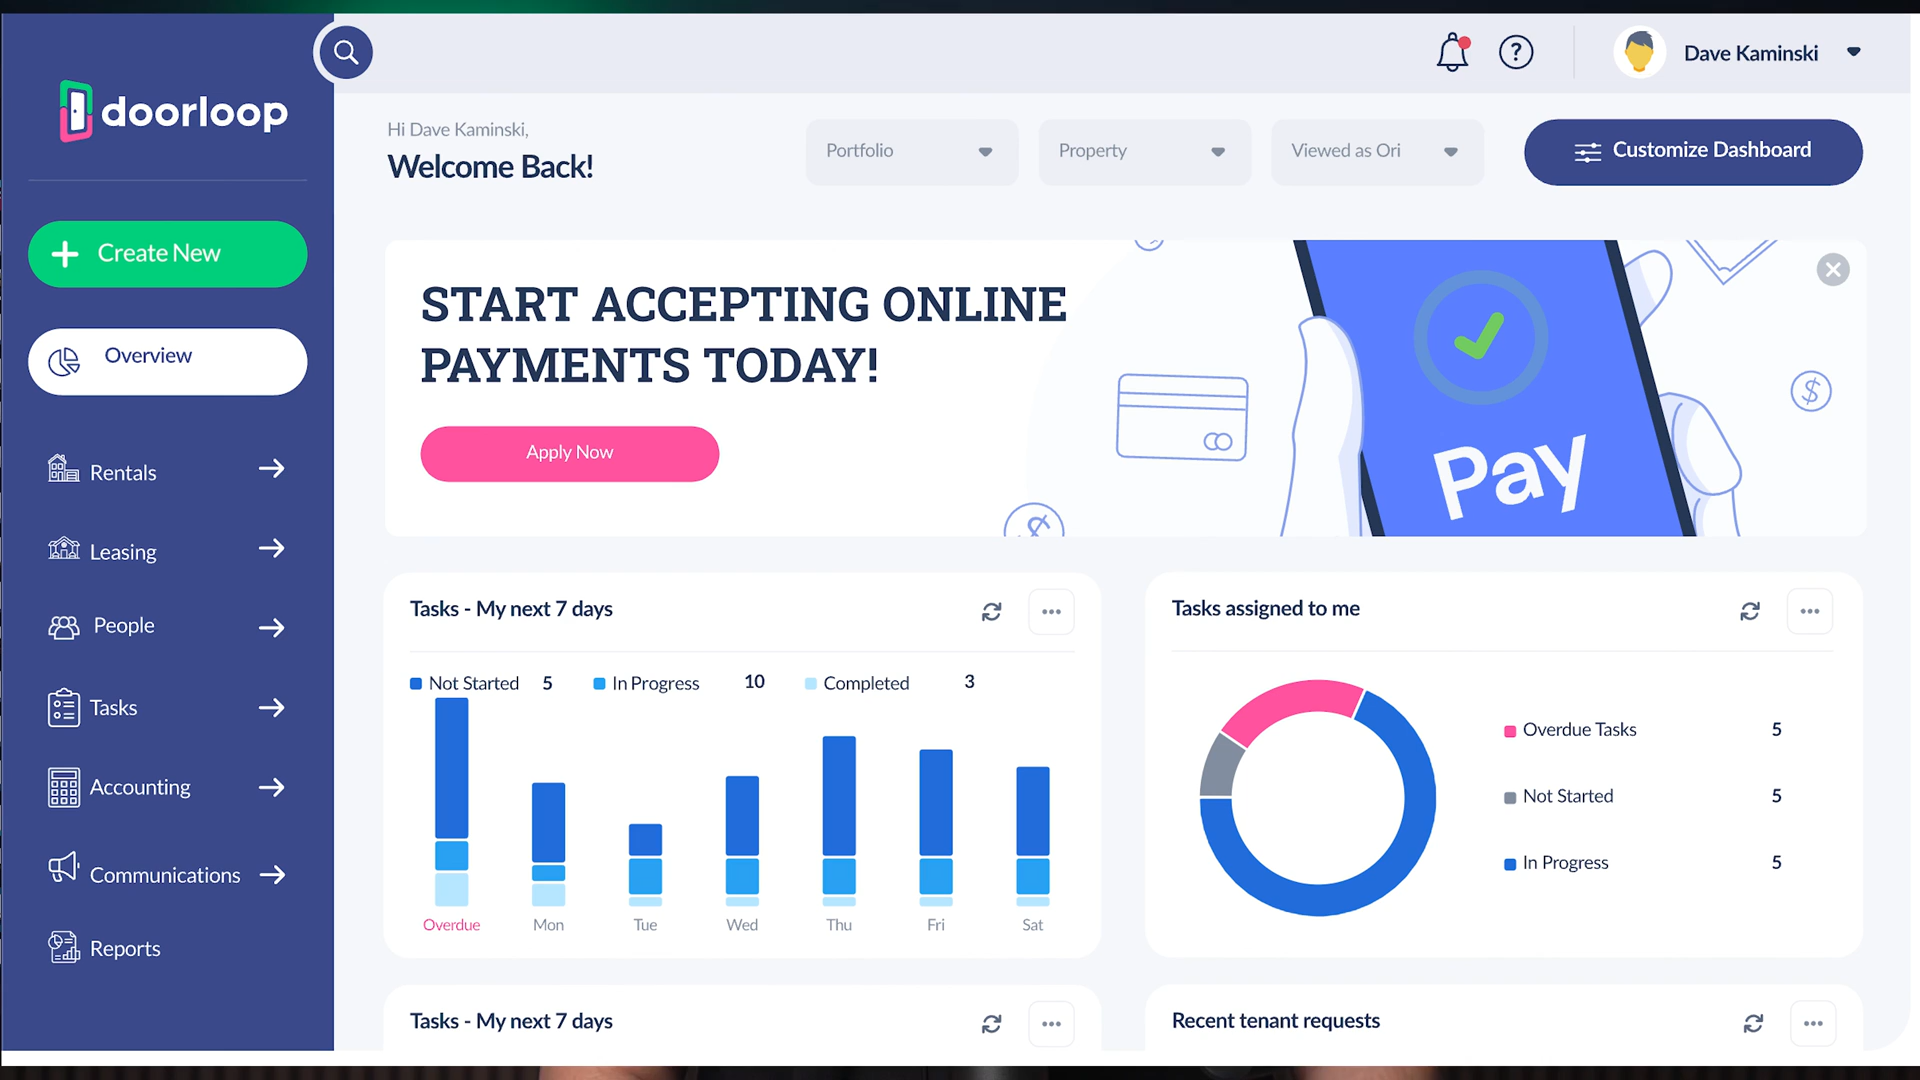 doorloop
Create New
Overview
Rentals
Leasing
People
Tasks
Accounting
Communications
Reports
?
Dave Kaminski
Hi Dave Kaminski,
Welcome Back!
Portfolio
Property
Viewed as Ori
Customize Dashboard
START ACCEPTING ONLINE
PAYMENTS TODAY!
Apply Now
Pay
$
$
Tasks - My next 7 days
Not Started 5 In Progress 10 Completed 3
Overdue Mon Tue Wed Thu Fri Sat
Tasks assigned to me
Overdue Tasks 5
Not Started 5
In Progress 5
Tasks - My next 7 days
Recent tenant requests